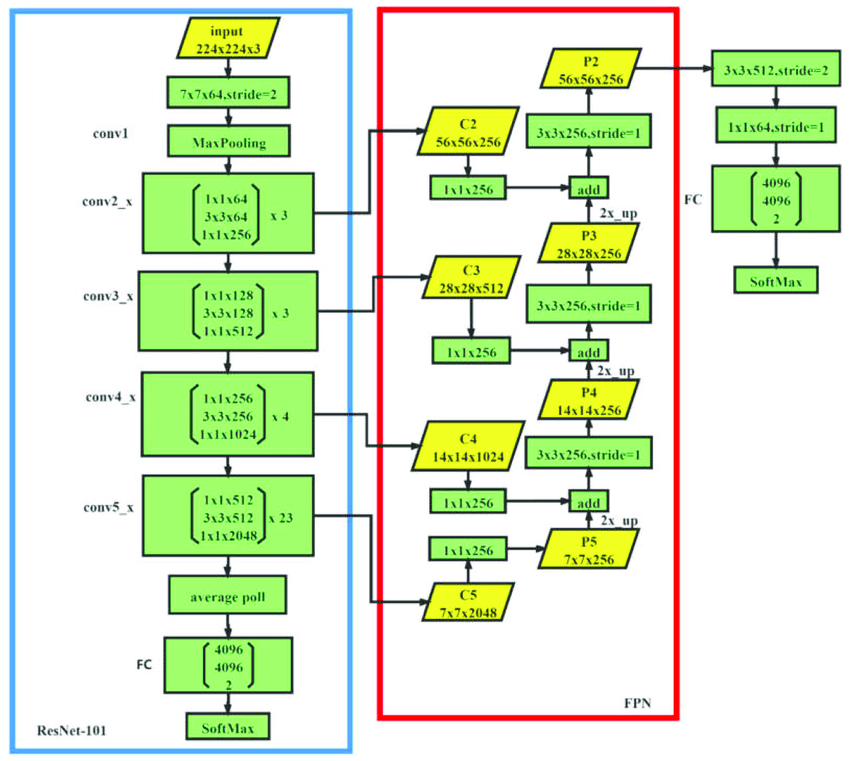 input
224x224x3
7x7x64,stride=2
conv1
MaxPooling
conv2_x
1x1x64
3x3x64
1x1x256
x 3
conv3_x
1x1x128
3x3x128
1x1x512
x 3
conv4_x
1x1x256
3x3x256
1x1x1024
x 4
conv5_x
1x1x512
3x3x512
1x1x2048
x 23
average poll
FC
4096
4096
2
SoftMax
ResNet-101
C2
56x56x256
1x1x256
C3
28x28x512
1x1x256
C4
14x14x1024
1x1x256
1x1x256
C5
7x7x2048
P2
56x56x256
3x3x256,stride=1
add
2x_up
P3
28x28x256
3x3x256,stride=1
add
2x_up
P4
14x14x256
3x3x256,stride=1
add
2x_up
P5
7x7x256
FPN
3x3x512,stride=2
1x1x64,stride=1
FC
4096
4096
2
SoftMax